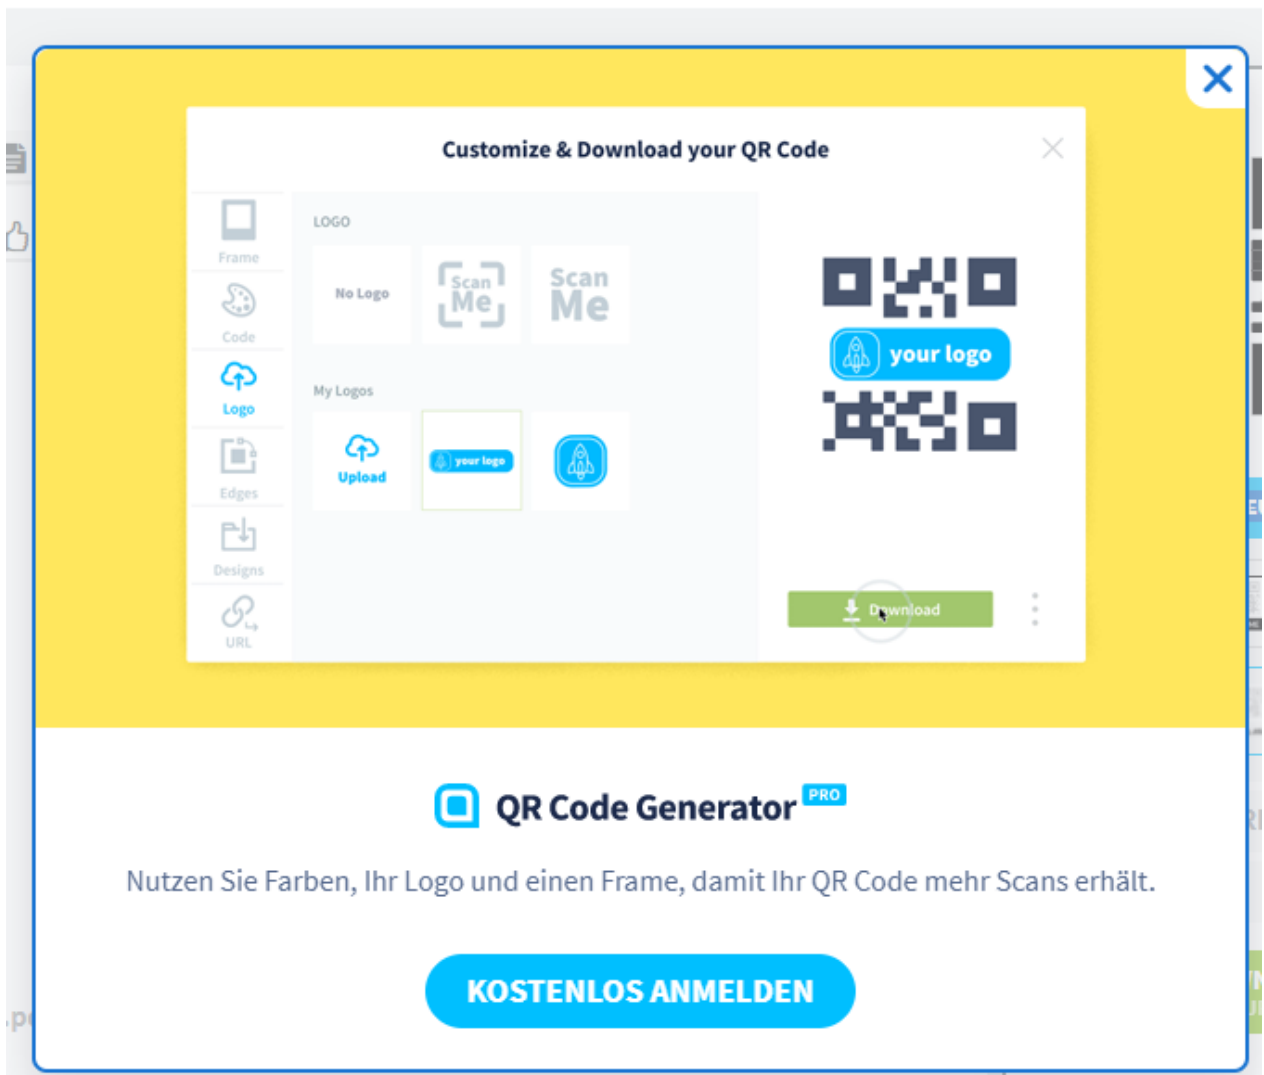 Customize & Download your QR Code
Frame
Code
Logo
Edges
Designs
URL
LOGO
No Logo
Scan
Me
Scan
Me
My Logos
Upload
your logo
your logo
Download
QR Code Generator PRO
Nutzen Sie Farben, Ihr Logo und einen Frame, damit Ihr QR Code mehr Scans erhält.
KOSTENLOS ANMELDEN